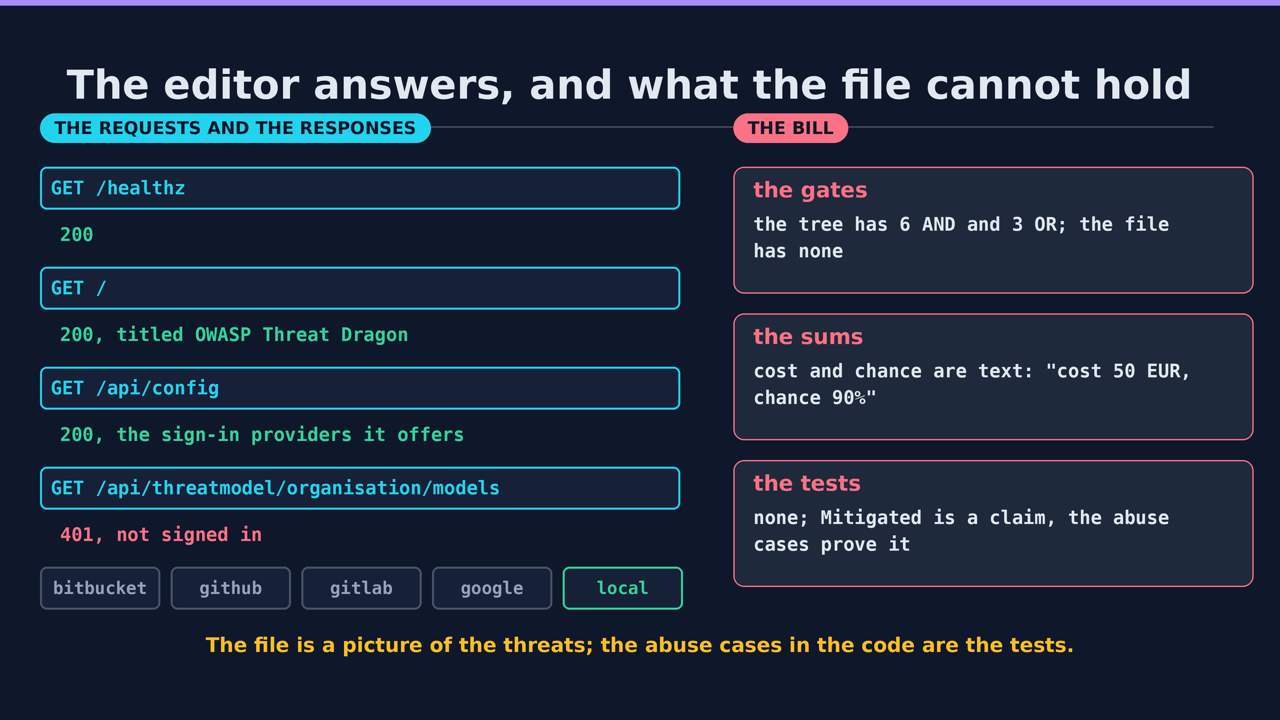 The editor answers, and what the file cannot hold
THE REQUESTS AND THE RESPONSES
GET /healthz
200
GET /
200, titled OWASP Threat Dragon
GET /api/config
200, the sign-in providers it offers
GET /api/threatmodel/organisation/models
401, not signed in
bitbucket
github
gitlab
google
local
THE BILL
the gates
the tree has 6 AND and 3 OR; the file
has none
the sums
cost and chance are text: "cost 50 EUR,
chance 90%"
the tests
none; Mitigated is a claim, the abuse
cases prove it
The file is a picture of the threats; the abuse cases in the code are the tests.